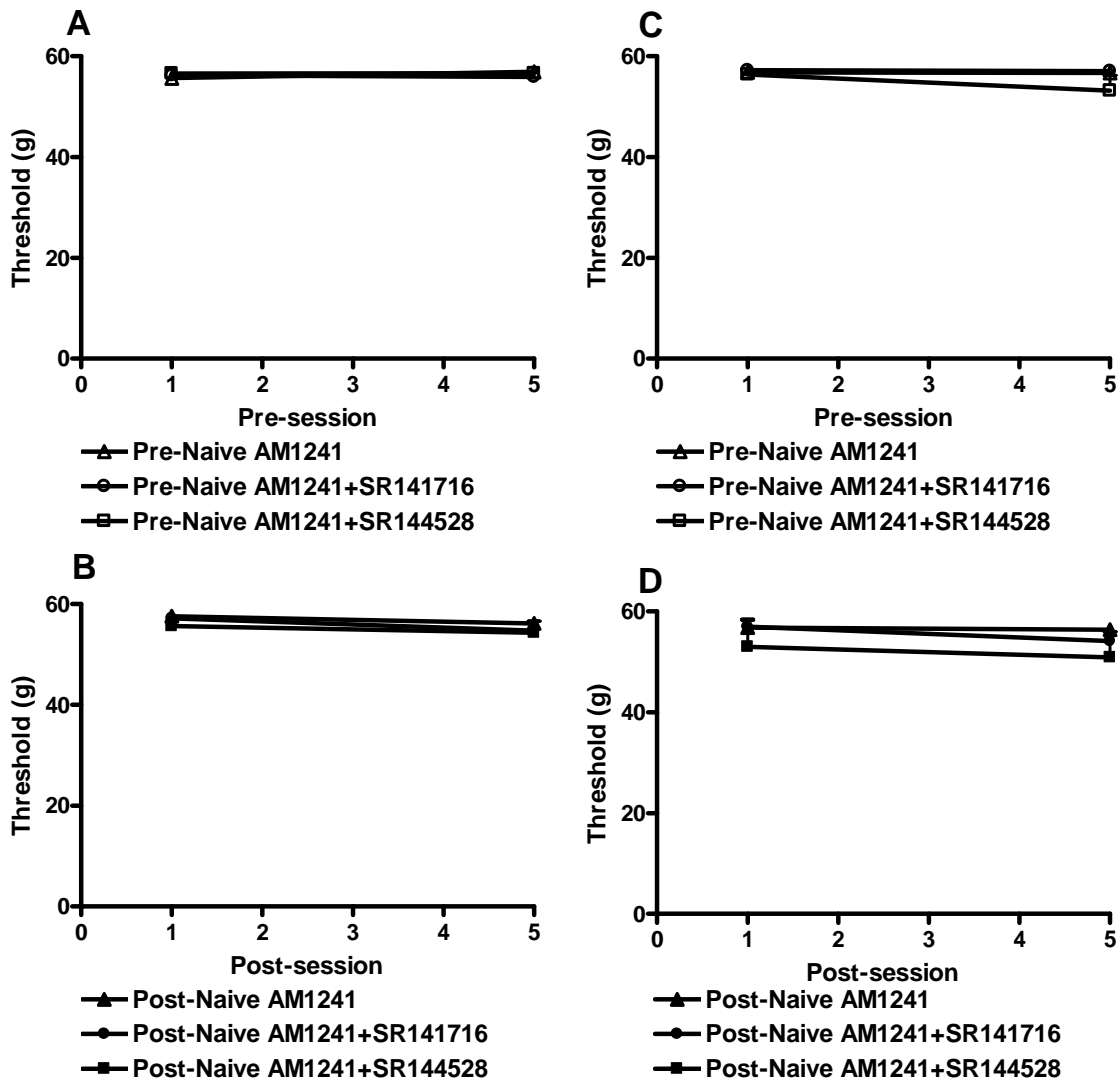 A
60
40
20
0
Threshold (g)
0 1 2 3 4 5
Pre-session
Pre-Naive AM1241
Pre-Naive AM1241+SR141716
Pre-Naive AM1241+SR144528
C
60
40
20
0
Threshold (g)
0 1 2 3 4 5
Pre-session
Pre-Naive AM1241
Pre-Naive AM1241+SR141716
Pre-Naive AM1241+SR144528
B
60
40
20
0
Threshold (g)
0 1 2 3 4 5
Post-session
Post-Naive AM1241
Post-Naive AM1241+SR141716
Post-Naive AM1241+SR144528
D
60
40
20
0
Threshold (g)
0 1 2 3 4 5
Post-session
Post-Naive AM1241
Post-Naive AM1241+SR141716
Post-Naive AM1241+SR144528